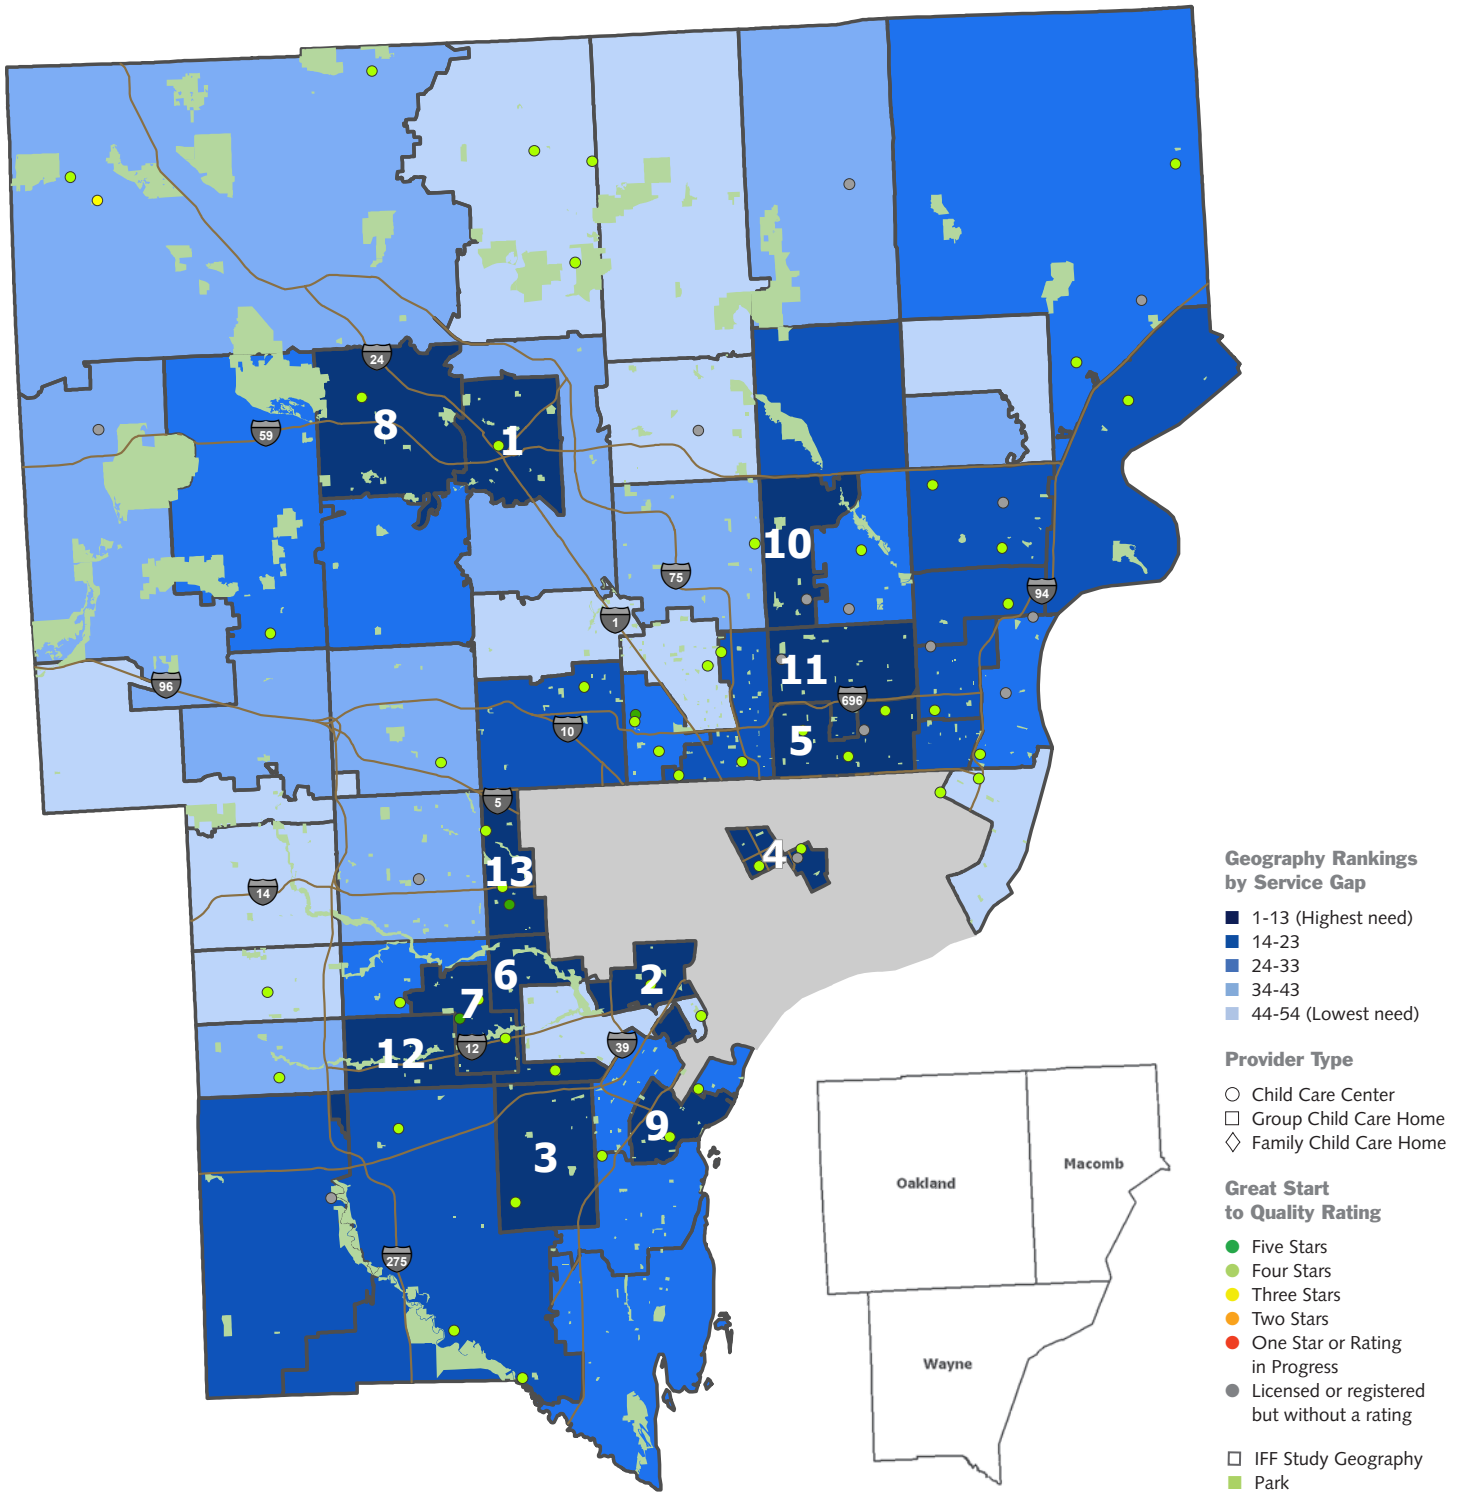 24
8
1
59
10
75
1
94
11
96
696
10
5
5
4
13
14
6
2
7
12
12
39
9
3
275
Geography Rankings
by Service Gap
1-13 (Highest need)
14-23
24-33
34-43
44-54 (Lowest need)
Provider Type
Child Care Center
Group Child Care Home
Family Child Care Home
Great Start
to Quality Rating
Five Stars
Four Stars
Three Stars
Two Stars
One Star or Rating
in Progress
Licensed or registered
but without a rating
IFF Study Geography
Park
Oakland
Macomb
Wayne